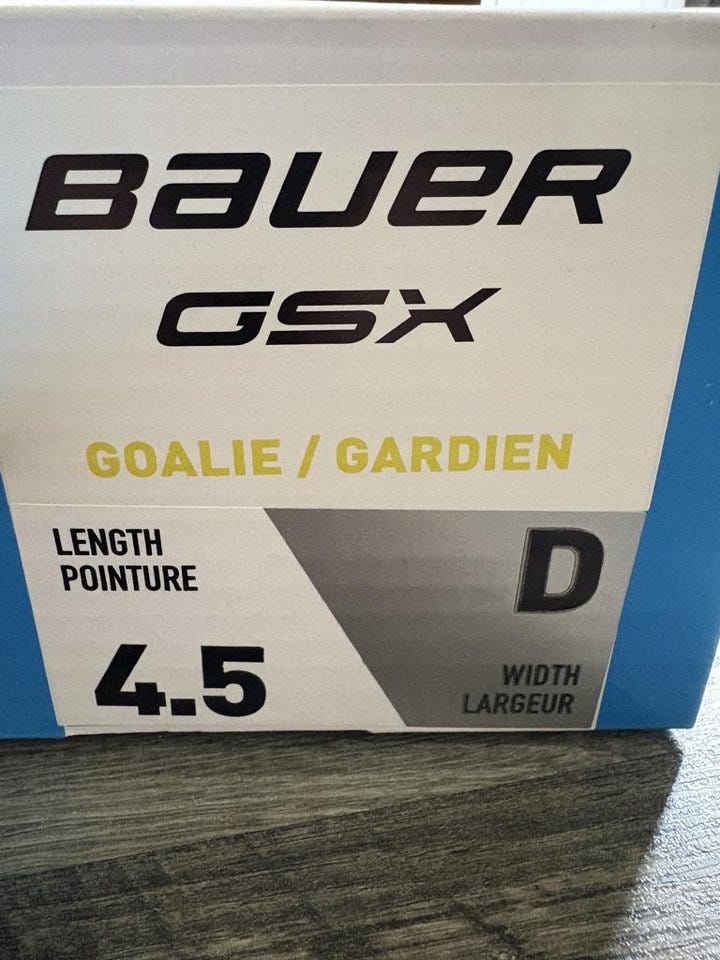 BAUER
GSX
GOALIE / GARDIEN
LENGTH
POINTURE
4.5
D
WIDTH
LARGEUR